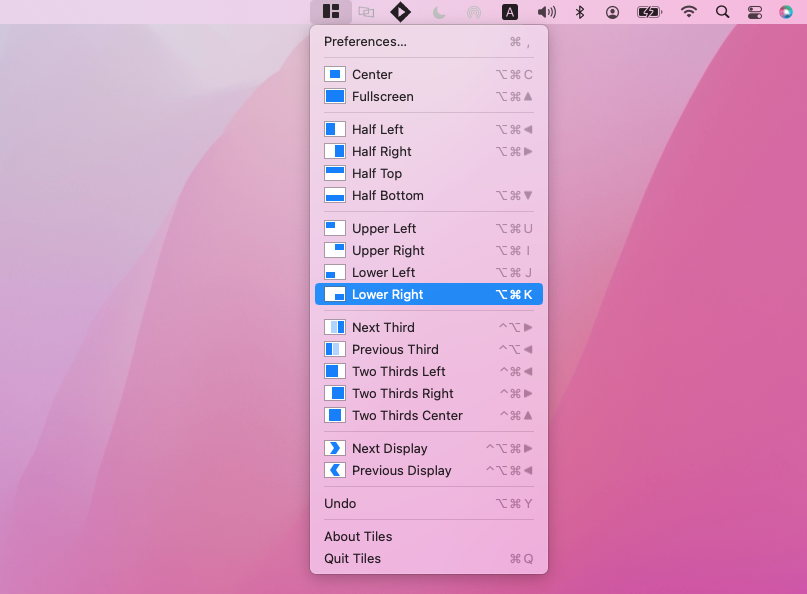 A
Preferences... ⌘ ,
Center ⌥⌘C
Fullscreen ⌥⌘▲
Half Left ⌥⌘◀
Half Right ⌥⌘▶
Half Top
Half Bottom ⌥⌘▼
Upper Left ⌥⌘U
Upper Right ⌥⌘I
Lower Left ⌥⌘J
Lower Right ⌥⌘K
Next Third ^⌥▶
Previous Third ^⌥◀
Two Thirds Left ^⌘◀
Two Thirds Right ^⌘▶
Two Thirds Center ^⌘▲
Next Display ^⌥⌘▶
Previous Display ^⌥⌘◀
Undo ⌥⌘Y
About Tiles
Quit Tiles ⌘Q